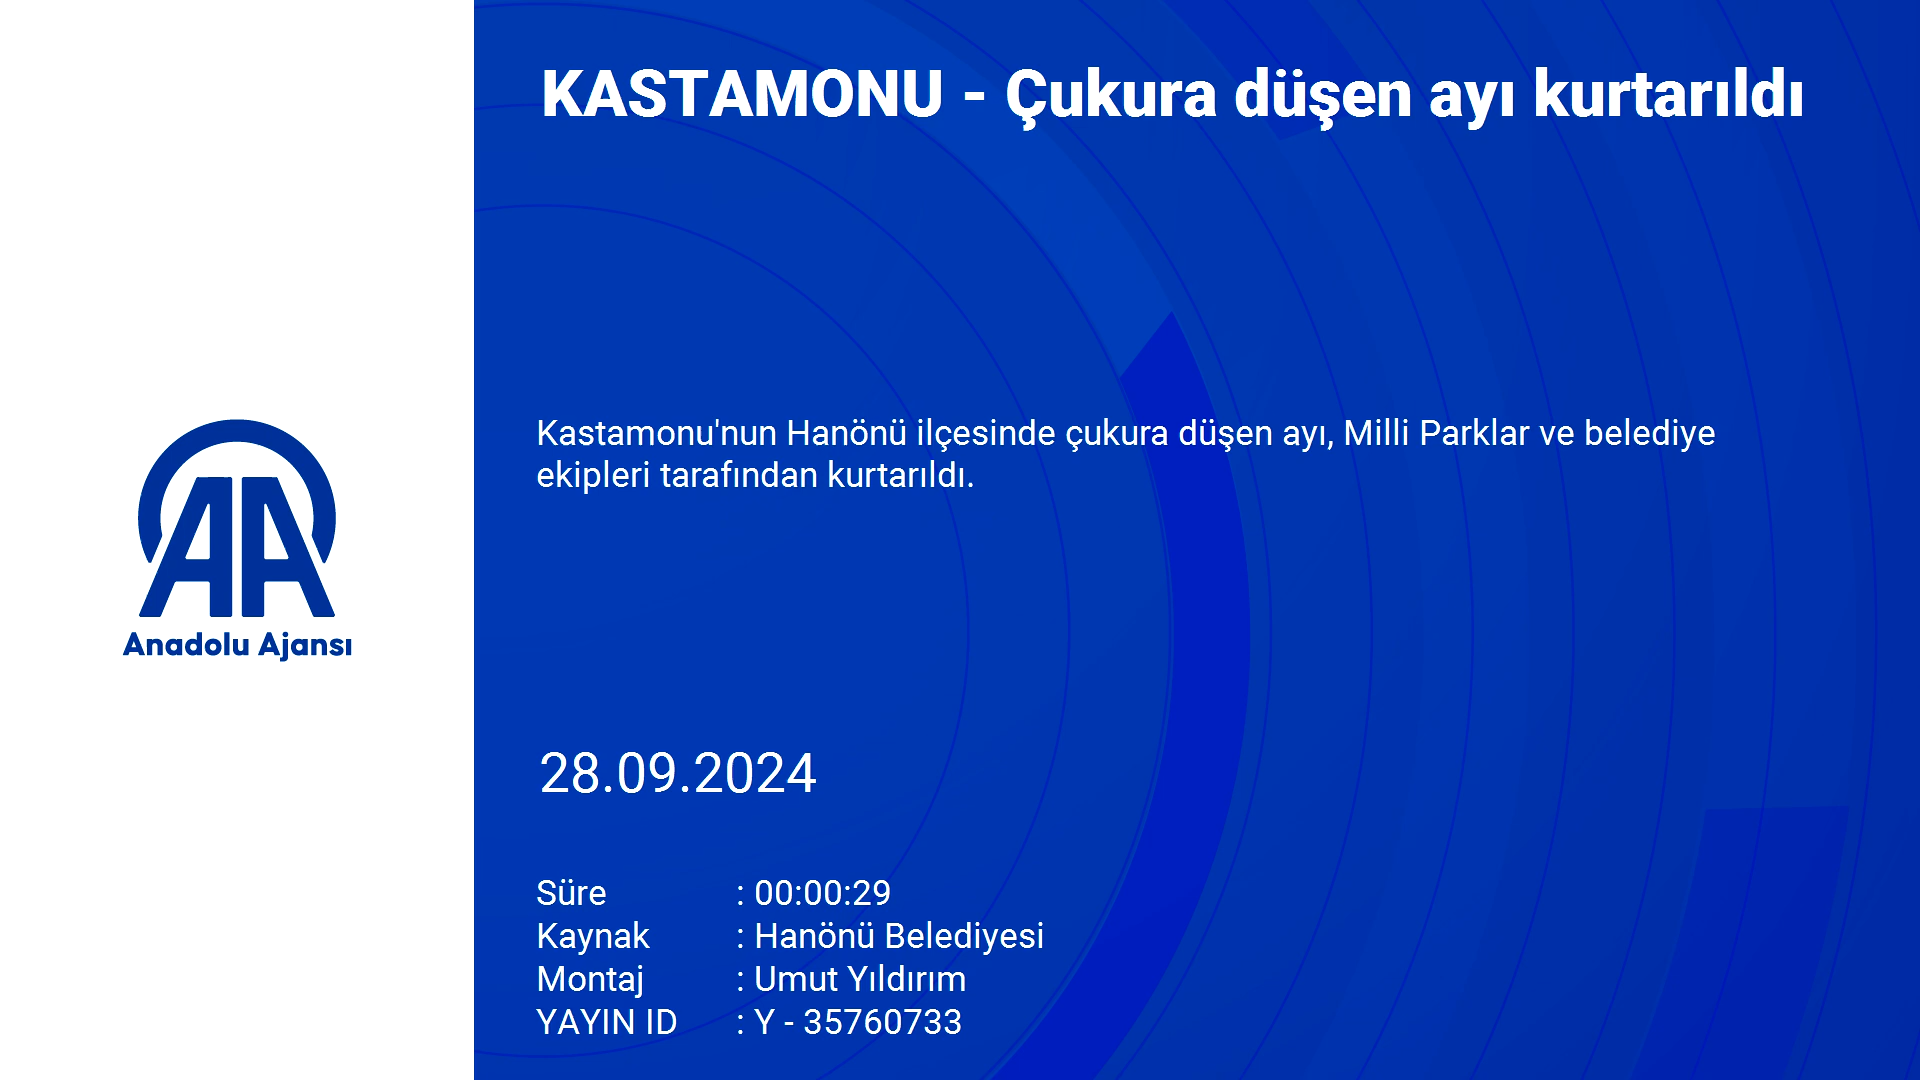 KASTAMONU - Çukura düşen ayı kurtarıldı
Kastamonu'nun Hanönü ilçesinde çukura düşen ayı, Milli Parklar ve belediye
ekipleri tarafından kurtarıldı.
AA
Anadolu Ajansı
28.09.2024
Süre : 00:00:29
Kaynak : Hanönü Belediyesi
Montaj : Umut Yıldırım
YAYIN ID : Y - 35760733